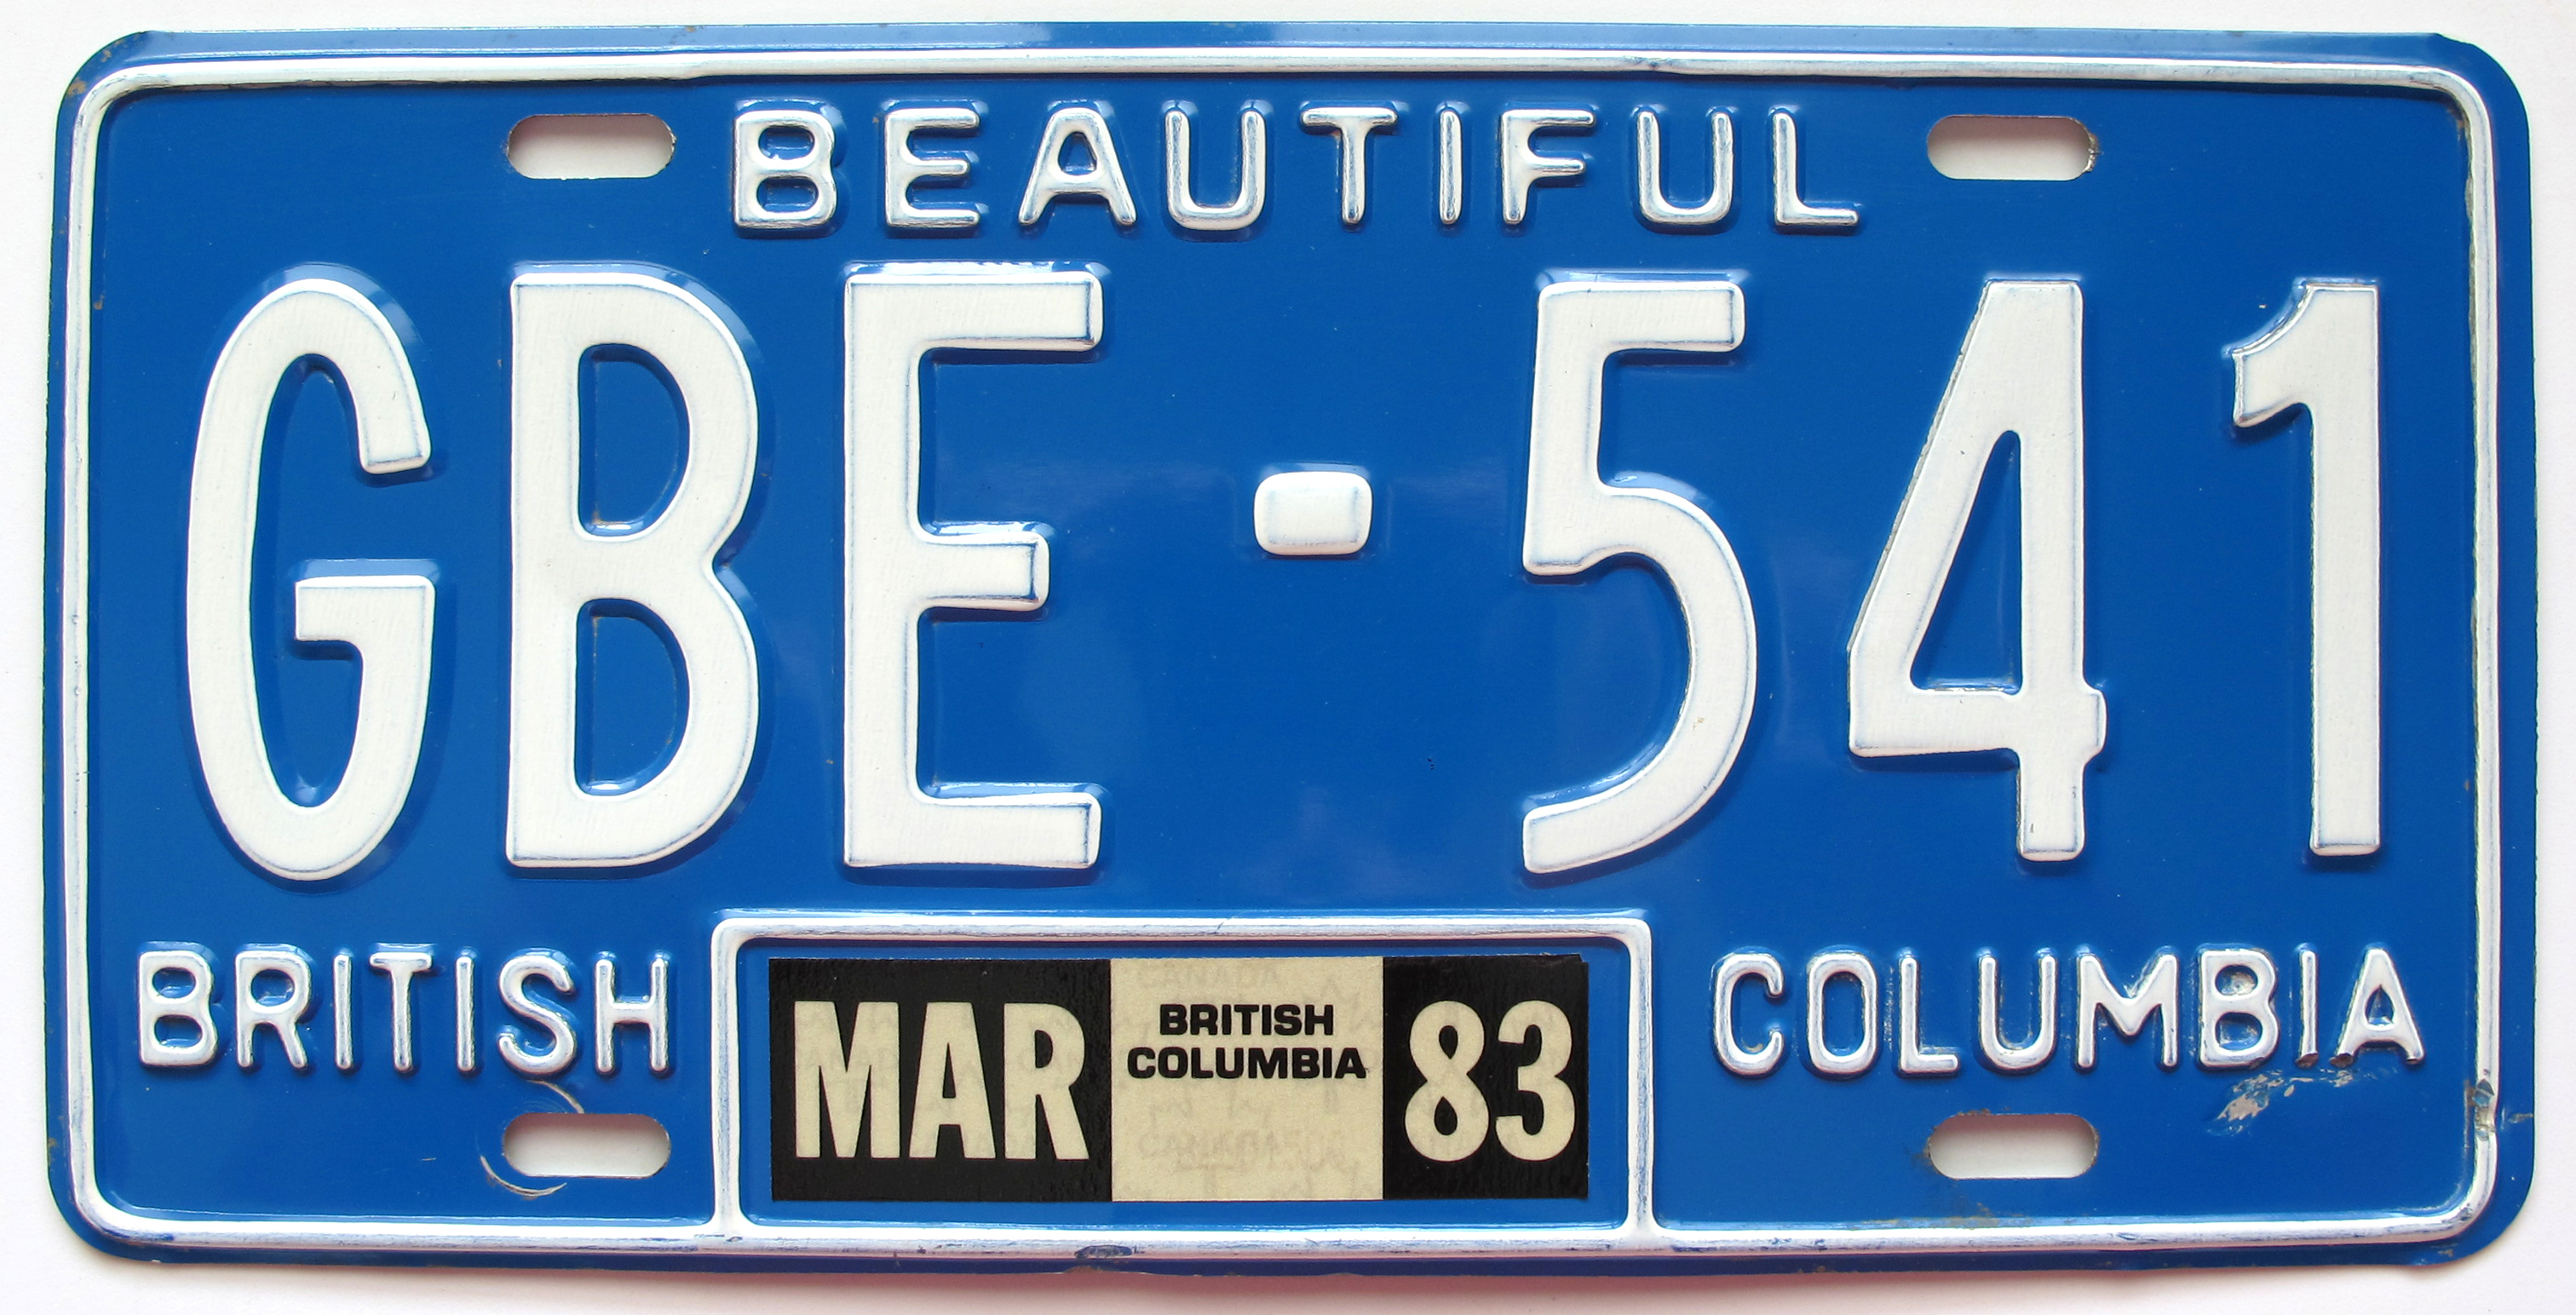 BEAUTIFUL
GBE-541
BRITISH
MAR
BRITISH
COLUMBIA
83
COLUMBIA